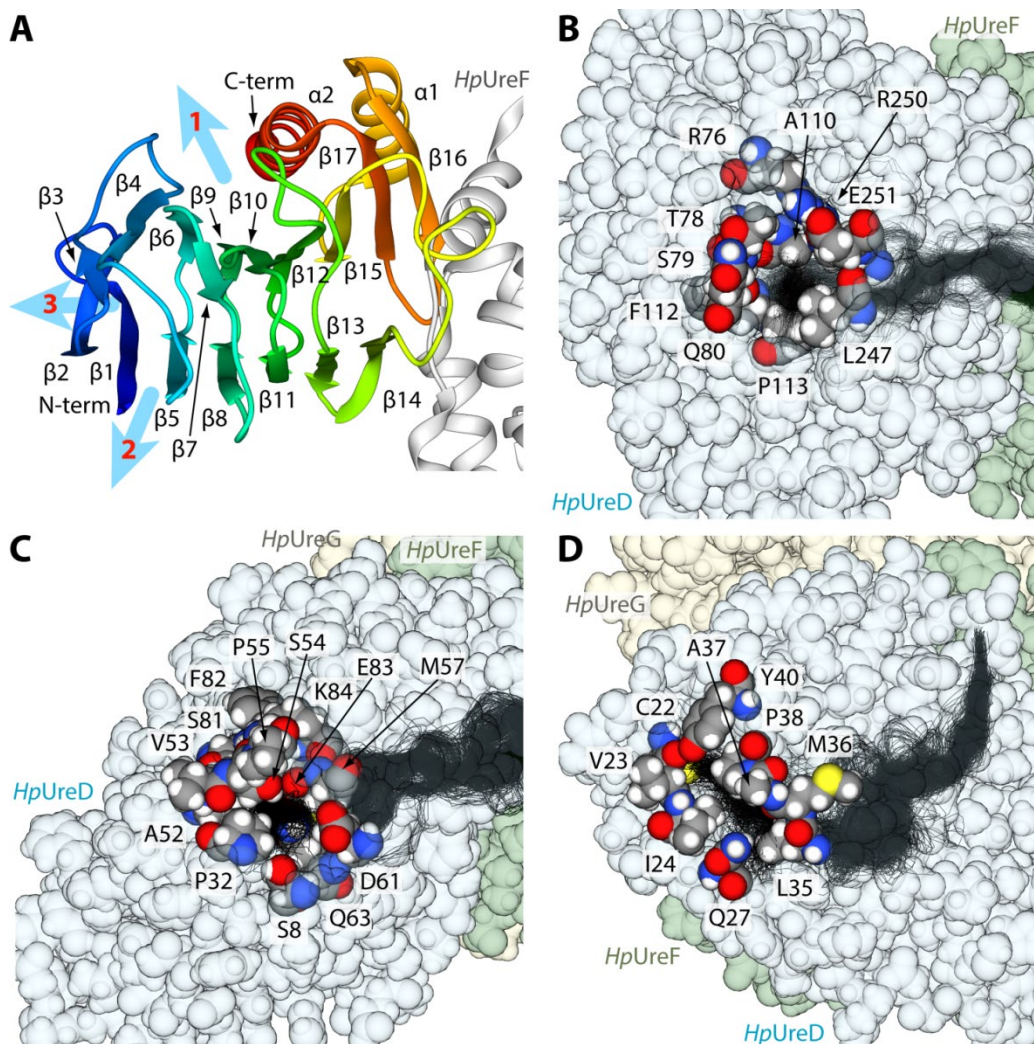 A
C-term
α2
α1
HpUreF
1
β17
β16
β4
β3
β9
β10
β6
β12
β15
3
β13
β2
β1
N-term
β5
β8
β11
β14
2
β7
B
HpUreF
R250
A110
R76
E251
T78
S79
F112
Q80
L247
P113
HpUreD
C
HpUreG
HpUreF
S54
P55
E83
M57
F82
K84
S81
V53
HpUreD
A52
P32
D61
Q63
S8
D
HpUreG
A37
Y40
C22
P38
M36
V23
I24
L35
Q27
HpUreF
HpUreD